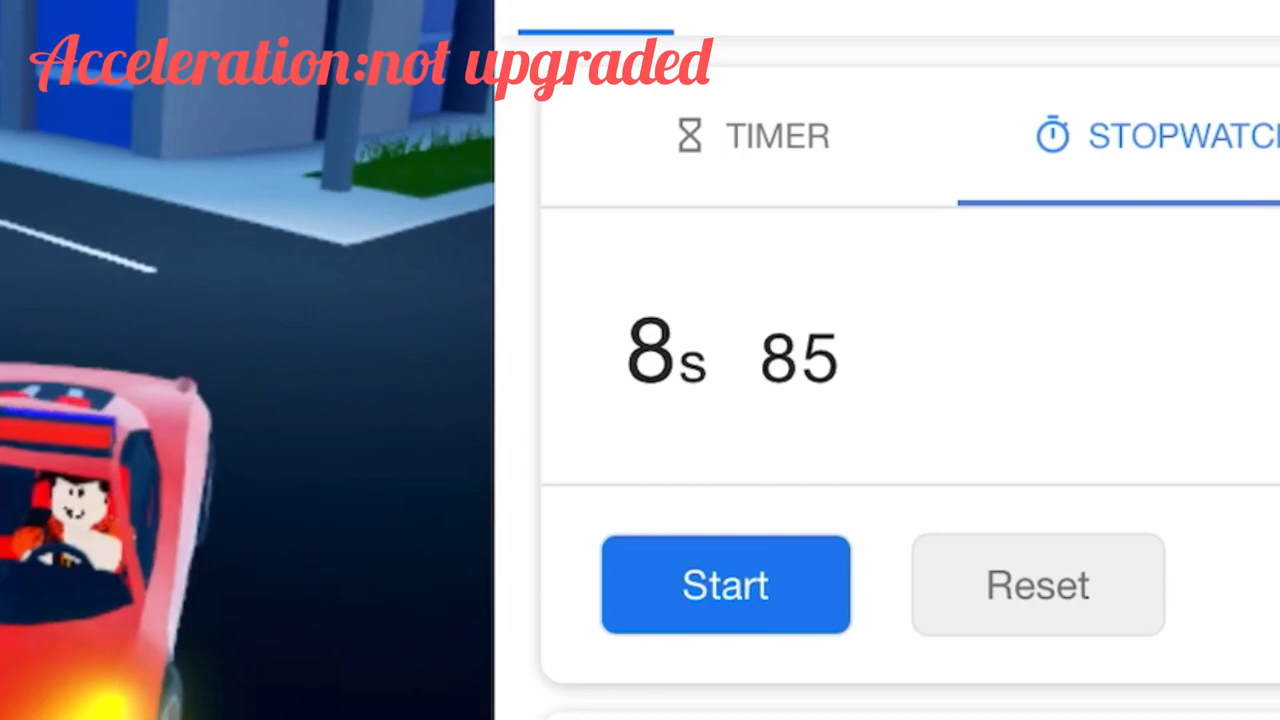 Acceleration:not upgraded
TIMER
STOPWATCH
8s 85
Start
Reset